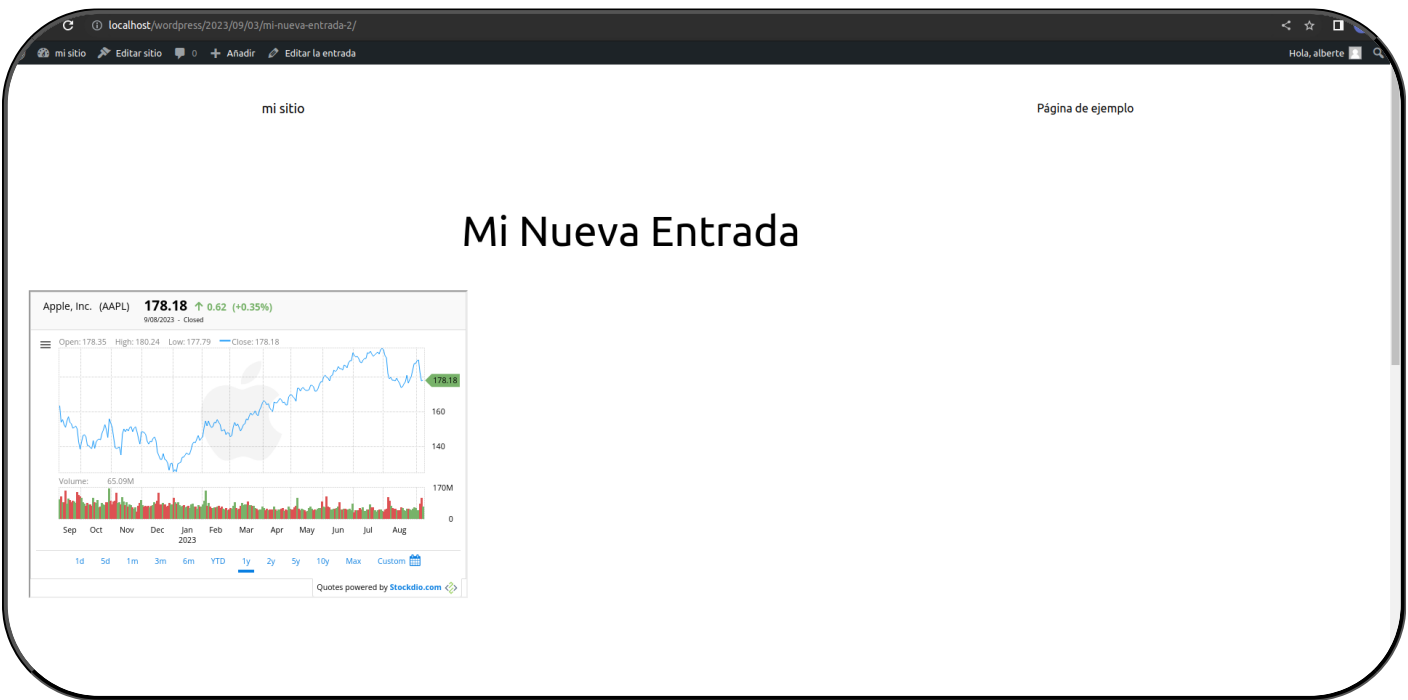 localhost/wordpress/2023/09/03/mi-nueva-entrada-2/
mi sitio Editar sitio 0 + Añadir Editar la entrada Hola, alberte
mi sitio Página de ejemplo
Mi Nueva Entrada
Apple, Inc. (AAPL) 178.18 ↑ 0.62 (+0.35%)
9/08/2023 - Closed
Open: 178.35 High: 180.24 Low: 177.79 Close: 178.18
178.18
160
140
Volume: 65.09M
170M
0
Sep Oct Nov Dec Jan Feb Mar Apr May Jun Jul Aug
2023
1d 5d 1m 3m 6m YTD 1y 2y 5y 10y Max Custom
Quotes powered by Stockdio.com